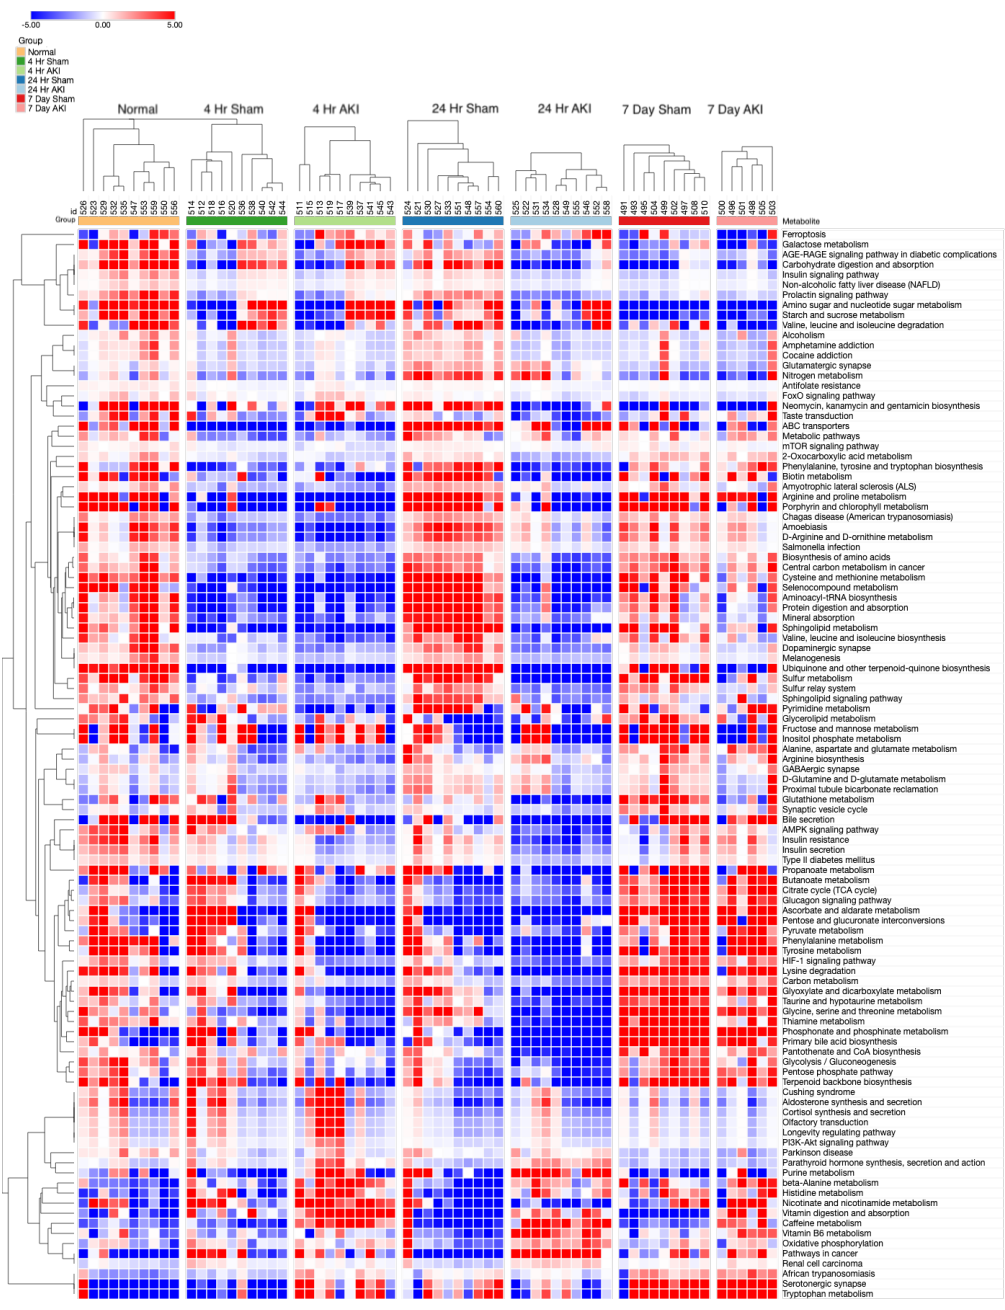 -5.00 0.00 5.00
Group
Normal
4 Hr Sham
4 Hr AKI
24 Hr Sham
24 Hr AKI
7 Day Sham
7 Day AKI
Normal 4 Hr Sham 4 Hr AKI 24 Hr Sham 24 Hr AKI 7 Day Sham 7 Day AKI
Group
Metabolite
Ferroptosis
Galactose metabolism
AGE-RAGE signaling pathway in diabetic complications
Carbohydrate digestion and absorption
Insulin signaling pathway
Non-alcoholic fatty liver disease (NAFLD)
Prolactin signaling pathway
Amino sugar and nucleotide sugar metabolism
Starch and sucrose metabolism
Valine, leucine and isoleucine degradation
Alcoholism
Amphetamine addiction
Cocaine addiction
Glutamatergic synapse
Nitrogen metabolism
Antifolate resistance
FoxO signaling pathway
Neomycin, kanamycin and gentamicin biosynthesis
Taste transduction
ABC transporters
Metabolic pathways
mTOR signaling pathway
2-Oxocarboxylic acid metabolism
Phenylalanine, tyrosine and tryptophan biosynthesis
Biotin metabolism
Amyotrophic lateral sclerosis (ALS)
Arginine and proline metabolism
Porphyrin and chlorophyll metabolism
Chagas disease (American trypanosomiasis)
Amoebiasis
D-Arginine and D-ornithine metabolism
Salmonella infection
Biosynthesis of amino acids
Central carbon metabolism in cancer
Cysteine and methionine metabolism
Selenocompound metabolism
Aminoacyl-tRNA biosynthesis
Protein digestion and absorption
Mineral absorption
Sphingolipid metabolism
Valine, leucine and isoleucine biosynthesis
Dopaminergic synapse
Melanogenesis
Ubiquinone and other terpenoid-quinone biosynthesis
Sulfur metabolism
Sulfur relay system
Sphingolipid signaling pathway
Pyrimidine metabolism
Glycerolipid metabolism
Fructose and mannose metabolism
Inositol phosphate metabolism
Alanine, aspartate and glutamate metabolism
Arginine biosynthesis
GABAergic synapse
D-Glutamine and D-glutamate metabolism
Proximal tubule bicarbonate reclamation
Glutathione metabolism
Synaptic vesicle cycle
Bile secretion
AMPK signaling pathway
Insulin resistance
Insulin secretion
Type II diabetes mellitus
Propanoate metabolism
Butanoate metabolism
Citrate cycle (TCA cycle)
Glucagon signaling pathway
Ascorbate and aldarate metabolism
Pentose and glucuronate interconversions
Pyruvate metabolism
Phenylalanine metabolism
Tyrosine metabolism
HIF-1 signaling pathway
Lysine degradation
Carbon metabolism
Glyoxylate and dicarboxylate metabolism
Taurine and hypotaurine metabolism
Glycine, serine and threonine metabolism
Thiamine metabolism
Phosphonate and phosphinate metabolism
Primary bile acid biosynthesis
Pantothenate and CoA biosynthesis
Glycolysis / Gluconeogenesis
Pentose phosphate pathway
Terpenoid backbone biosynthesis
Cushing syndrome
Aldosterone synthesis and secretion
Cortisol synthesis and secretion
Olfactory transduction
Longevity regulating pathway
PI3K-Akt signaling pathway
Parkinson disease
Parathyroid hormone synthesis, secretion and action
Purine metabolism
beta-Alanine metabolism
Histidine metabolism
Nicotinate and nicotinamide metabolism
Vitamin digestion and absorption
Caffeine metabolism
Vitamin B6 metabolism
Oxidative phosphorylation
Pathways in cancer
Renal cell carcinoma
African trypanosomiasis
Serotonergic synapse
Tryptophan metabolism